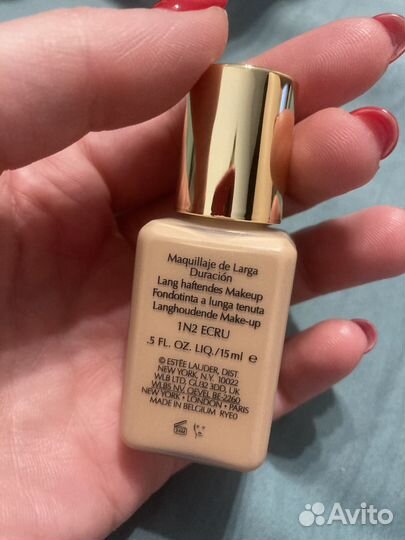 Maquillaje de Larga
Duración
Lang haftendes Makeup
Fondotinta a lunga tenuta
Langhoudende Make-up
1N2 ECRU
.5 FL. OZ. LIQ./15 ml ℮
© ESTÉE LAUDER, DIST.
NEW YORK, N.Y. 10022
WLB LTD, GU32 3DD, UK
WLBS NV, OEVEL BE-2260
NEW YORK • LONDON • PARIS
MADE IN BELGIUM RYE0
Avito